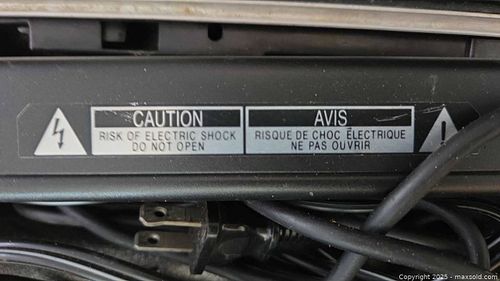 CAUTION
RISK OF ELECTRIC SHOCK
DO NOT OPEN
AVIS
RISQUE DE CHOC ÉLECTRIQUE
NE PAS OUVRIR
!
Copyright 2025 - maxsold.com